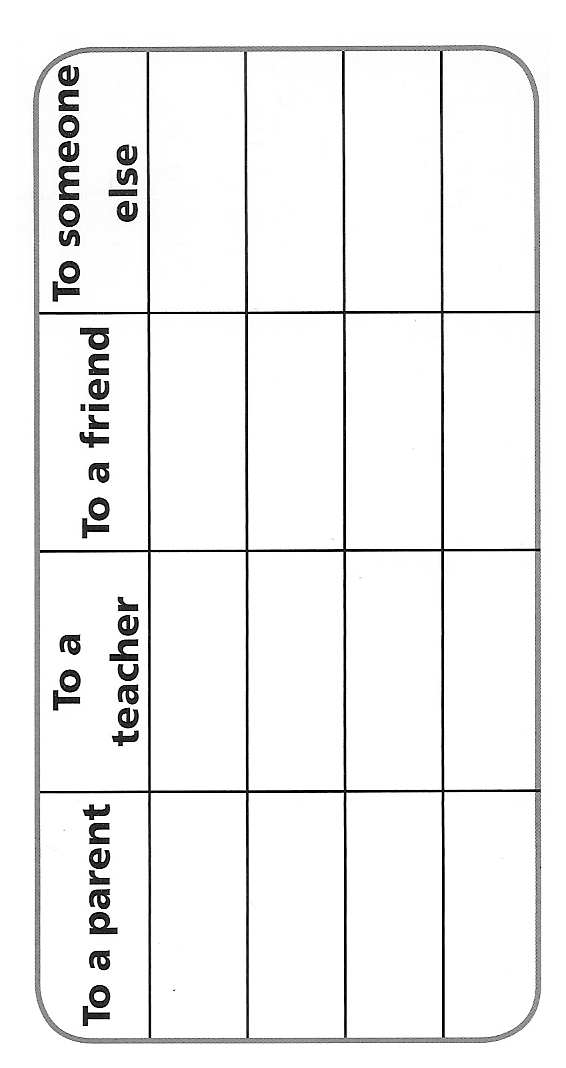 To a parent
To a
teacher
To a friend
To someone
else